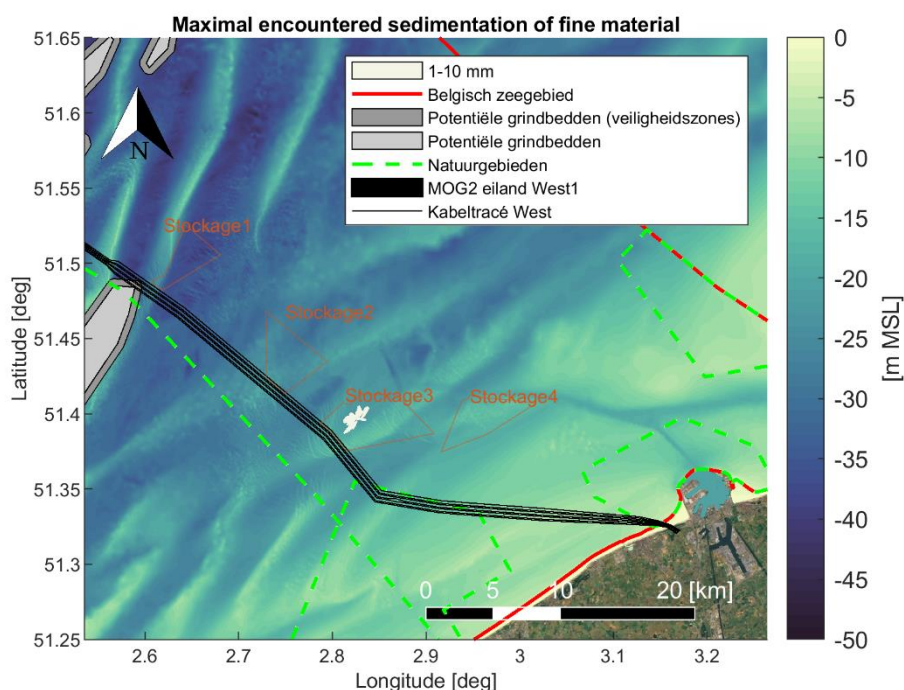 Maximal encountered sedimentation of fine material
51.65
51.6
51.55
51.5
51.45
51.4
51.35
51.3
51.25
Latitude [deg]
N
1-10 mm
Belgisch zeegebied
Potentiële grindbedden (veiligheidszones)
Potentiële grindbedden
Natuurgebieden
MOG2 eiland West1
Kabeltracé West
Stockage1
Stockage2
Stockage3
Stockage4
0 10 20 [km]
2.6 2.7 2.8 2.9 3 3.1 3.2
Longitude [deg]
0
-5
-10
-15
-20
-25
-30
-35
-40
-45
-50
[m MSL]